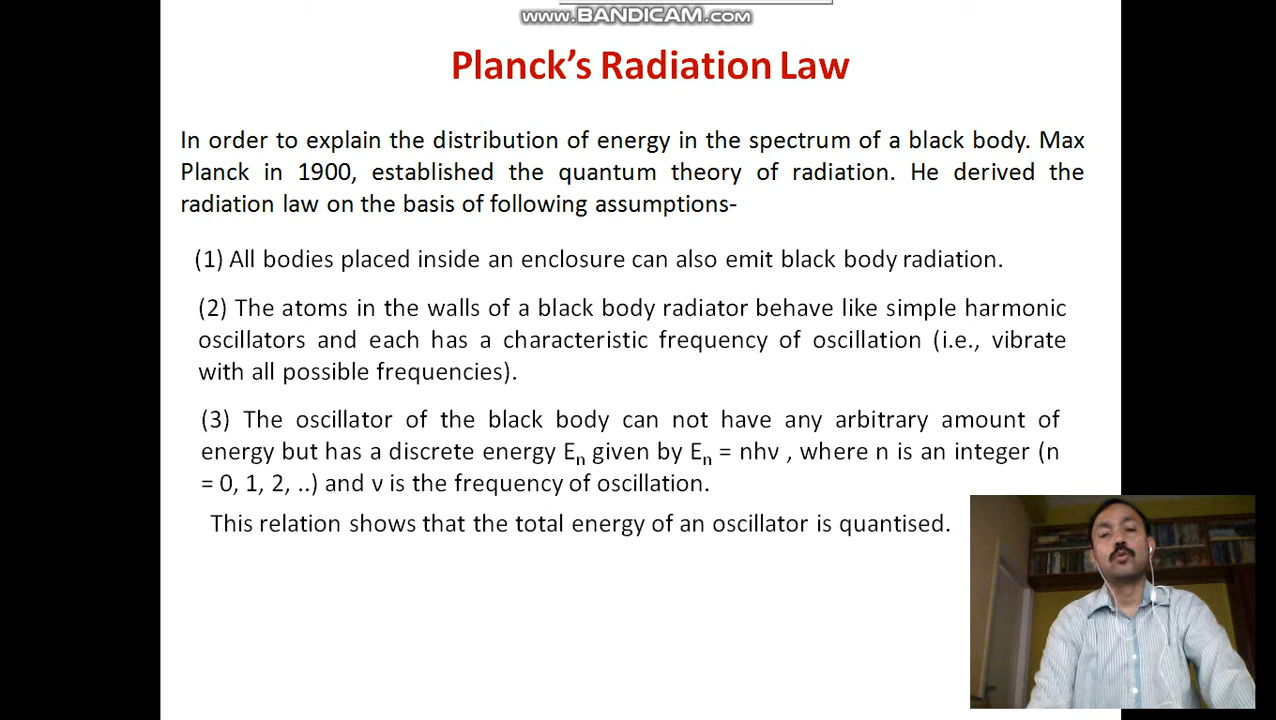 www.BANDICAM.com
Planck's Radiation Law
In order to explain the distribution of energy in the spectrum of a black body. Max
Planck in 1900, established the quantum theory of radiation. He derived the
radiation law on the basis of following assumptions-
(1) All bodies placed inside an enclosure can also emit black body radiation.
(2) The atoms in the walls of a black body radiator behave like simple harmonic
oscillators and each has a characteristic frequency of oscillation (i.e., vibrate
with all possible frequencies).
(3) The oscillator of the black body can not have any arbitrary amount of
energy but has a discrete energy Eₙ given by Eₙ = nhν , where n is an integer (n
= 0, 1, 2, ..) and ν is the frequency of oscillation.
This relation shows that the total energy of an oscillator is quantised.